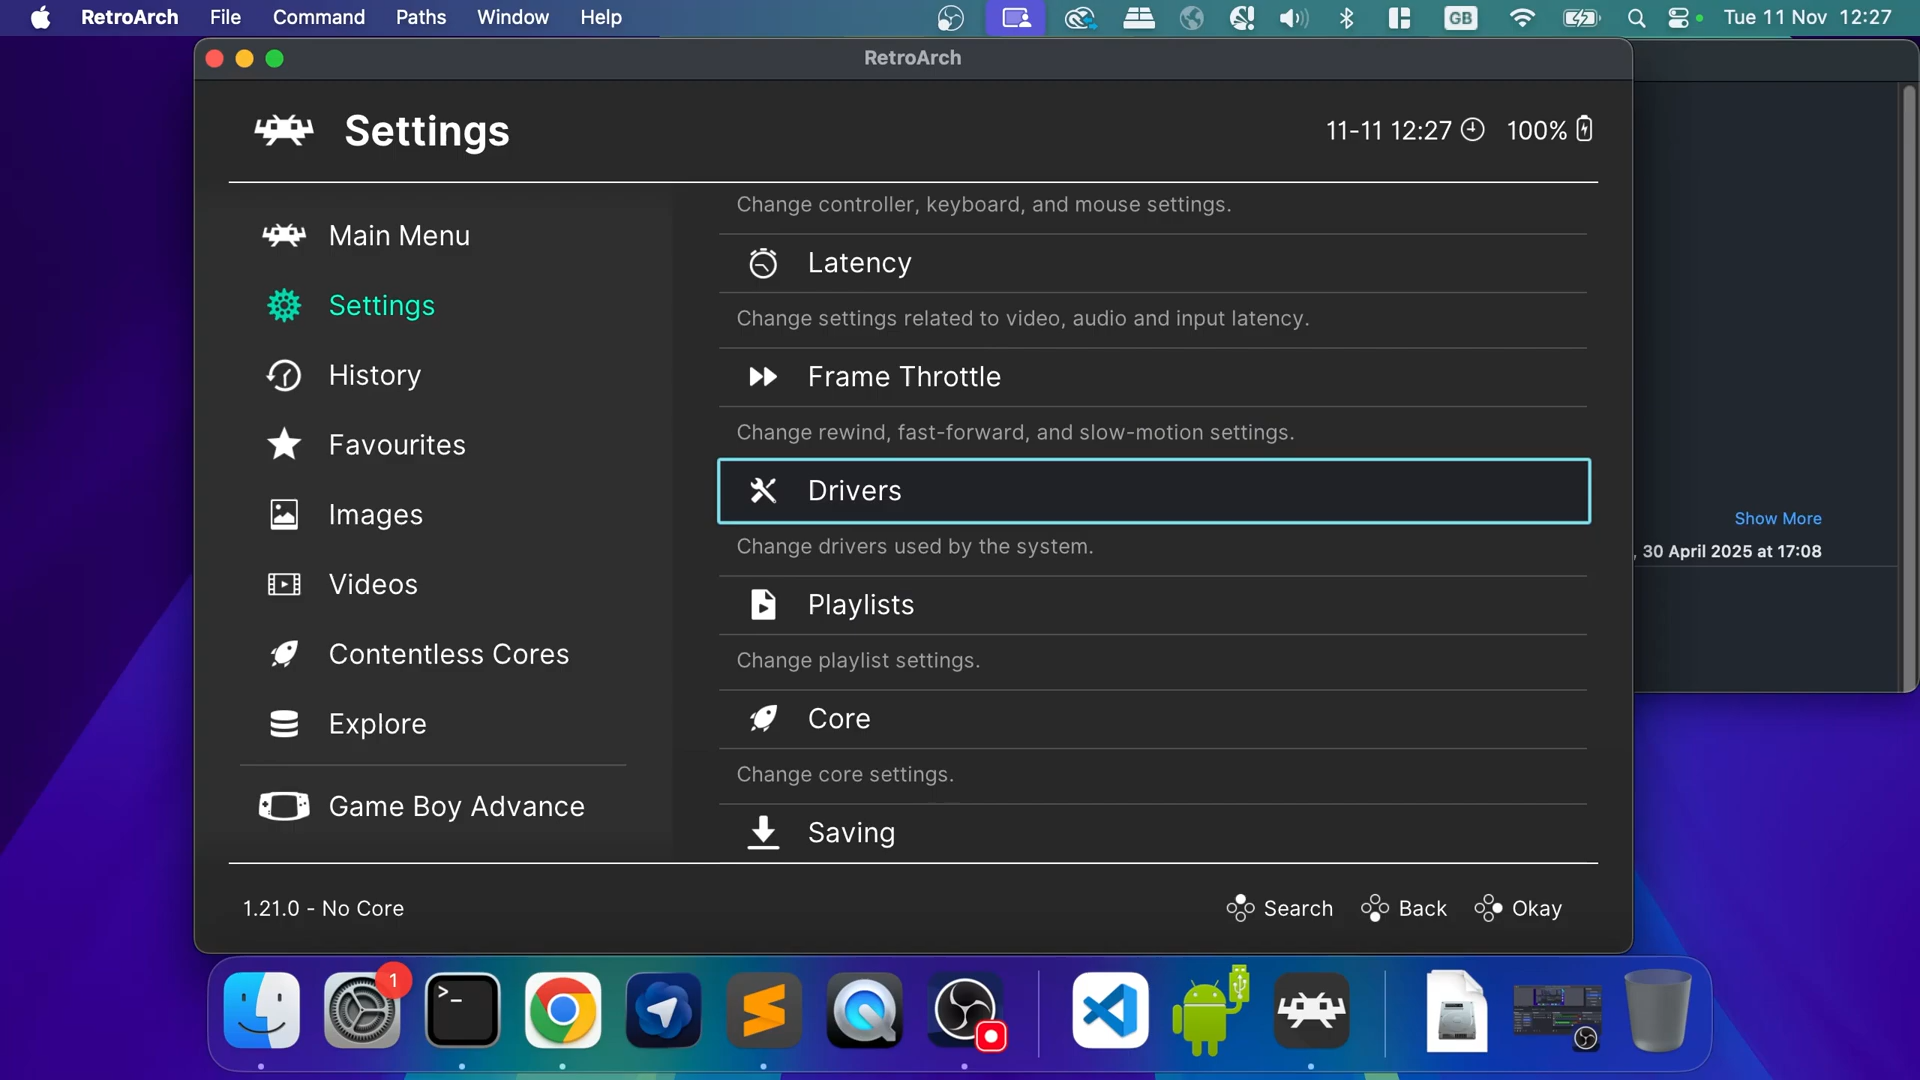 RetroArch File Command Paths Window Help GB Tue 11 Nov 12:27
RetroArch
Settings
11-11 12:27 100%
Main Menu
Settings
History
Favourites
Images
Videos
Contentless Cores
Explore
Game Boy Advance
Change controller, keyboard, and mouse settings.
Latency
Change settings related to video, audio and input latency.
Frame Throttle
Change rewind, fast-forward, and slow-motion settings.
Drivers
Change drivers used by the system.
Playlists
Change playlist settings.
Core
Change core settings.
Saving
Show More
, 30 April 2025 at 17:08
1.21.0 - No Core
Search Back Okay
1
>_